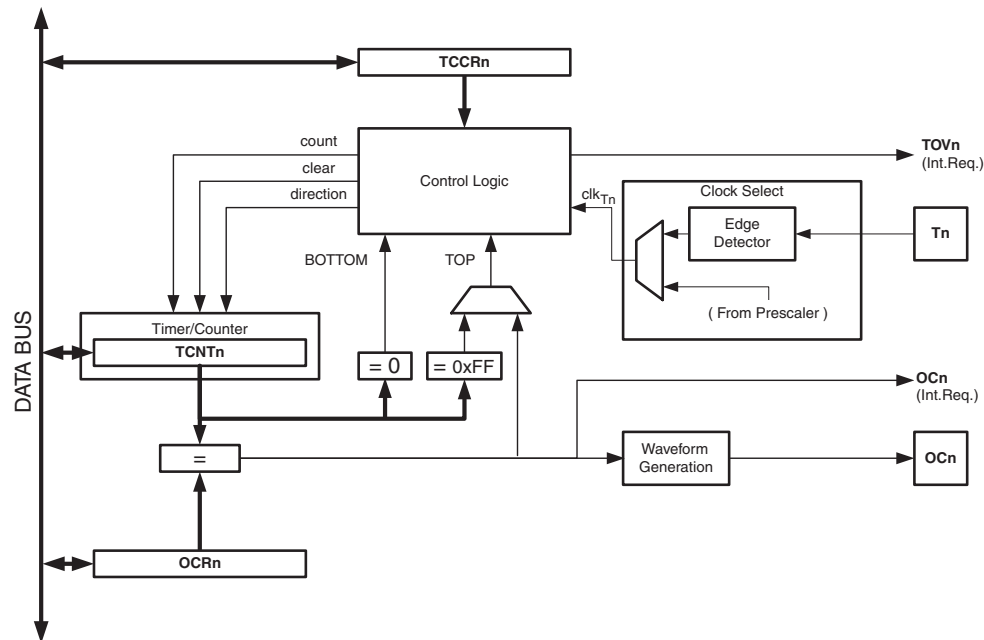 TCCRn
count
clear
direction
Control Logic
TOVn
(Int.Req.)
clkTn
Clock Select
Edge
Detector
Tn
( From Prescaler )
BOTTOM
TOP
Timer/Counter
TCNTn
= 0
= 0xFF
DATA BUS
OCn
(Int.Req.)
=
Waveform
Generation
OCn
OCRn